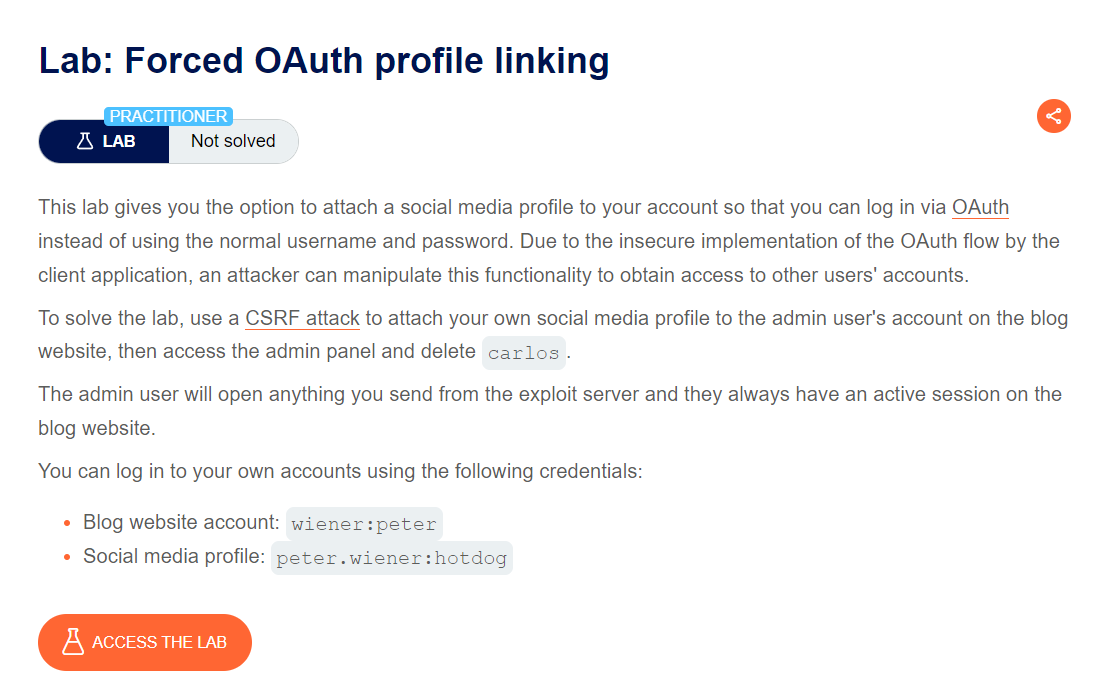 Lab: Forced OAuth profile linking
PRACTITIONER
LAB
Not solved
This lab gives you the option to attach a social media profile to your account so that you can log in via OAuth
instead of using the normal username and password. Due to the insecure implementation of the OAuth flow by the
client application, an attacker can manipulate this functionality to obtain access to other users' accounts.
To solve the lab, use a CSRF attack to attach your own social media profile to the admin user's account on the blog
website, then access the admin panel and delete carlos.
The admin user will open anything you send from the exploit server and they always have an active session on the
blog website.
You can log in to your own accounts using the following credentials:
• Blog website account: wiener:peter
• Social media profile: peter.wiener:hotdog
ACCESS THE LAB